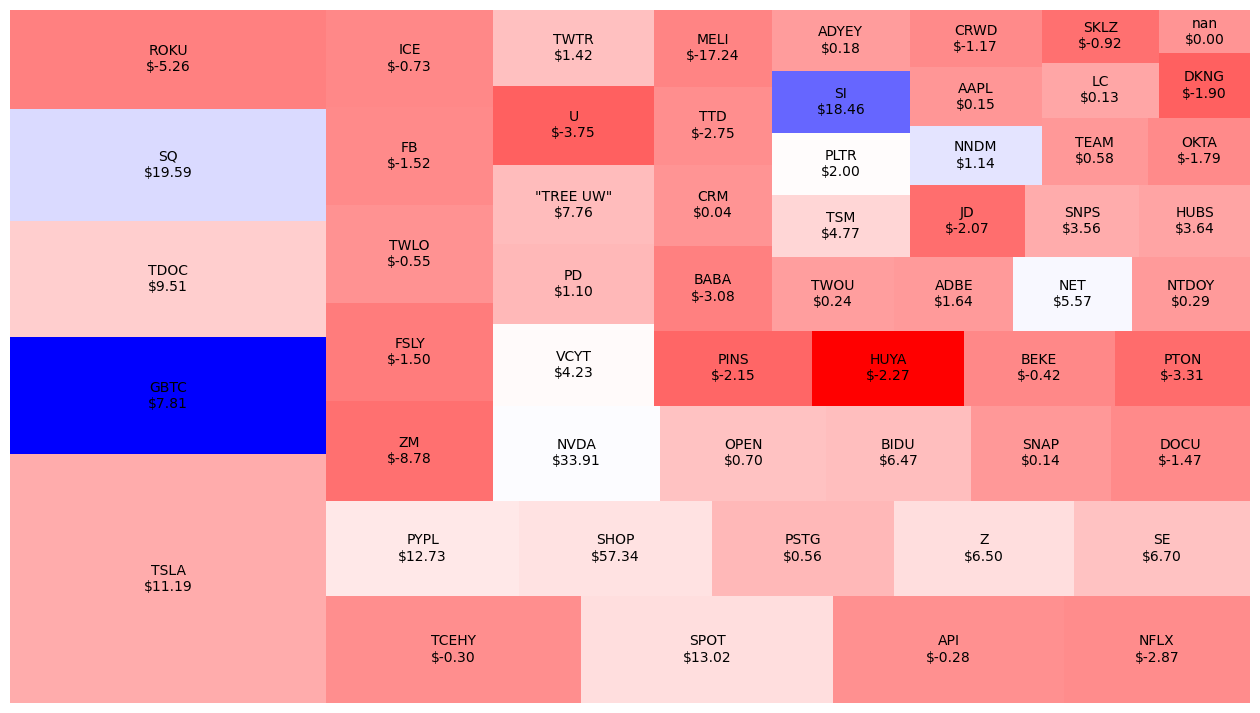 ROKU
$-5.26
SQ
$19.59
TDOC
$9.51
GBTC
$7.81
TSLA
$11.19
ICE
$-0.73
FB
$-1.52
TWLO
$-0.55
FSLY
$-1.50
ZM
$-8.78
TWTR
$1.42
U
$-3.75
"TREE UW"
$7.76
PD
$1.10
VCYT
$4.23
NVDA
$33.91
MELI
$-17.24
TTD
$-2.75
CRM
$0.04
BABA
$-3.08
ADYEY
$0.18
SI
$18.46
PLTR
$2.00
TSM
$4.77
CRWD
$-1.17
AAPL
$0.15
NNDM
$1.14
JD
$-2.07
SKLZ
$-0.92
LC
$0.13
nan
$0.00
DKNG
$-1.90
TEAM
$0.58
OKTA
$-1.79
SNPS
$3.56
HUBS
$3.64
TWOU
$0.24
ADBE
$1.64
NET
$5.57
NTDOY
$0.29
PINS
$-2.15
HUYA
$-2.27
BEKE
$-0.42
PTON
$-3.31
OPEN
$0.70
BIDU
$6.47
SNAP
$0.14
DOCU
$-1.47
PYPL
$12.73
SHOP
$57.34
PSTG
$0.56
Z
$6.50
SE
$6.70
TCEHY
$-0.30
SPOT
$13.02
API
$-0.28
NFLX
$-2.87